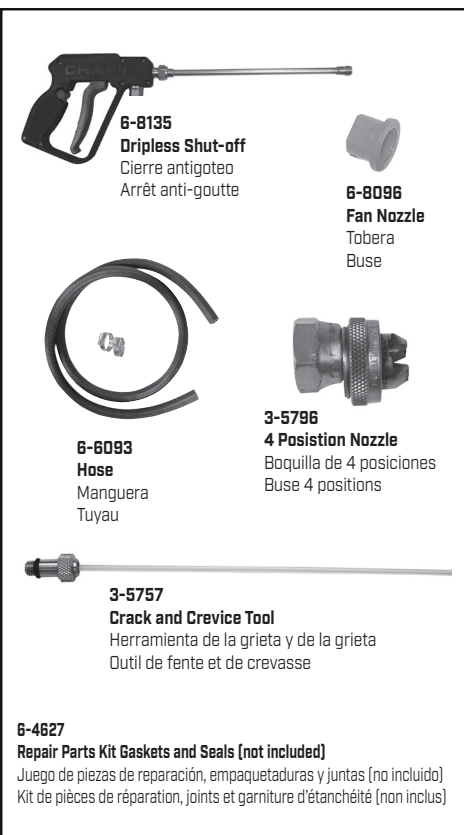 6-8135
Dripless Shut-off
Cierre antigoteo
Arrêt anti-goutte
6-8096
Fan Nozzle
Tobera
Buse
6-6093
Hose
Manguera
Tuyau
3-5796
4 Posistion Nozzle
Boquilla de 4 posiciones
Buse 4 positions
3-5757
Crack and Crevice Tool
Herramienta de la grieta y de la grieta
Outil de fente et de crevasse
6-4627
Repair Parts Kit Gaskets and Seals (not included)
Juego de piezas de reparación, empaquetaduras y juntas (no incluido)
Kit de pièces de réparation, joints et garniture d'étanchéité (non inclus)